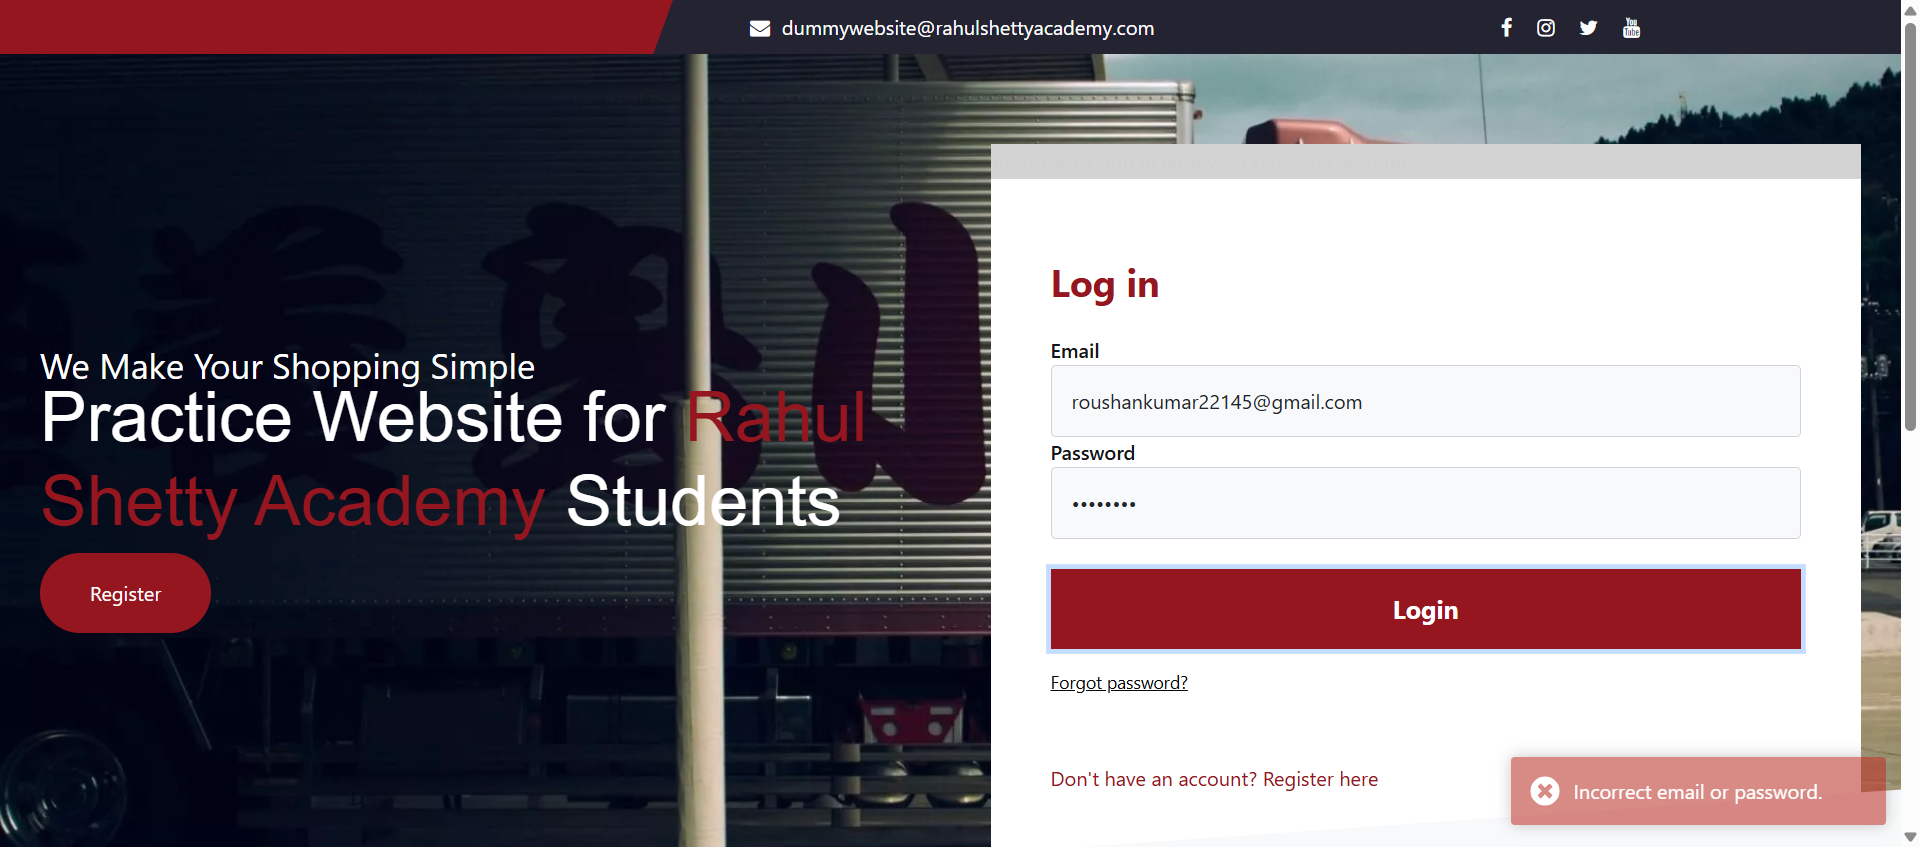 dummywebsite@rahulshettyacademy.com
We Make Your Shopping Simple
Practice Website for Rahul
Shetty Academy Students
Register
Log in
Email
roushankumar22145@gmail.com
Password
••••••••
Login
Forgot password?
Don't have an account? Register here
Incorrect email or password.